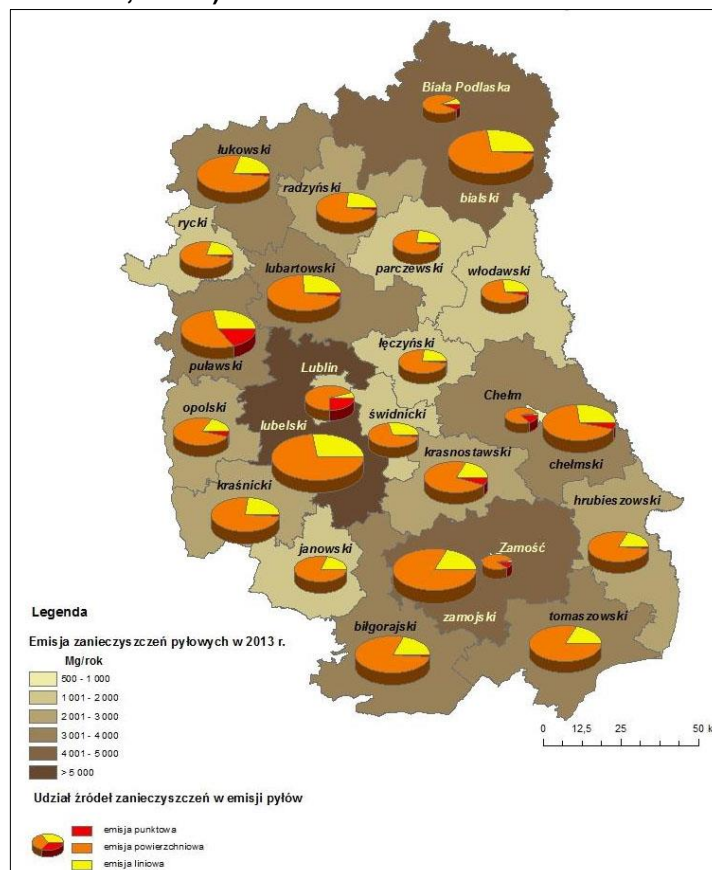 Biała Podlaska
łukowski
radzyński
bialski
rycki
parczewski
lubartowski
włodawski
łęczyński
puławski
Lublin
Chełm
opolski
świdnicki
lubelski
krasnostawski
chełmski
kraśnicki
hrubieszowski
janowski
Zamość
zamojski
tomaszowski
biłgorajski
Legenda
Emisja zanieczyszczeń pyłowych w 2013 r.
Mg/rok
500 - 1 000
1 001 - 2 000
2 001 - 3 000
3 001 - 4 000
4 001 - 5 000
> 5 000
0 12,5 25 50 k
Udział źródeł zanieczyszczeń w emisji pyłów
emisja punktowa
emisja powierzchniowa
emisja liniowa